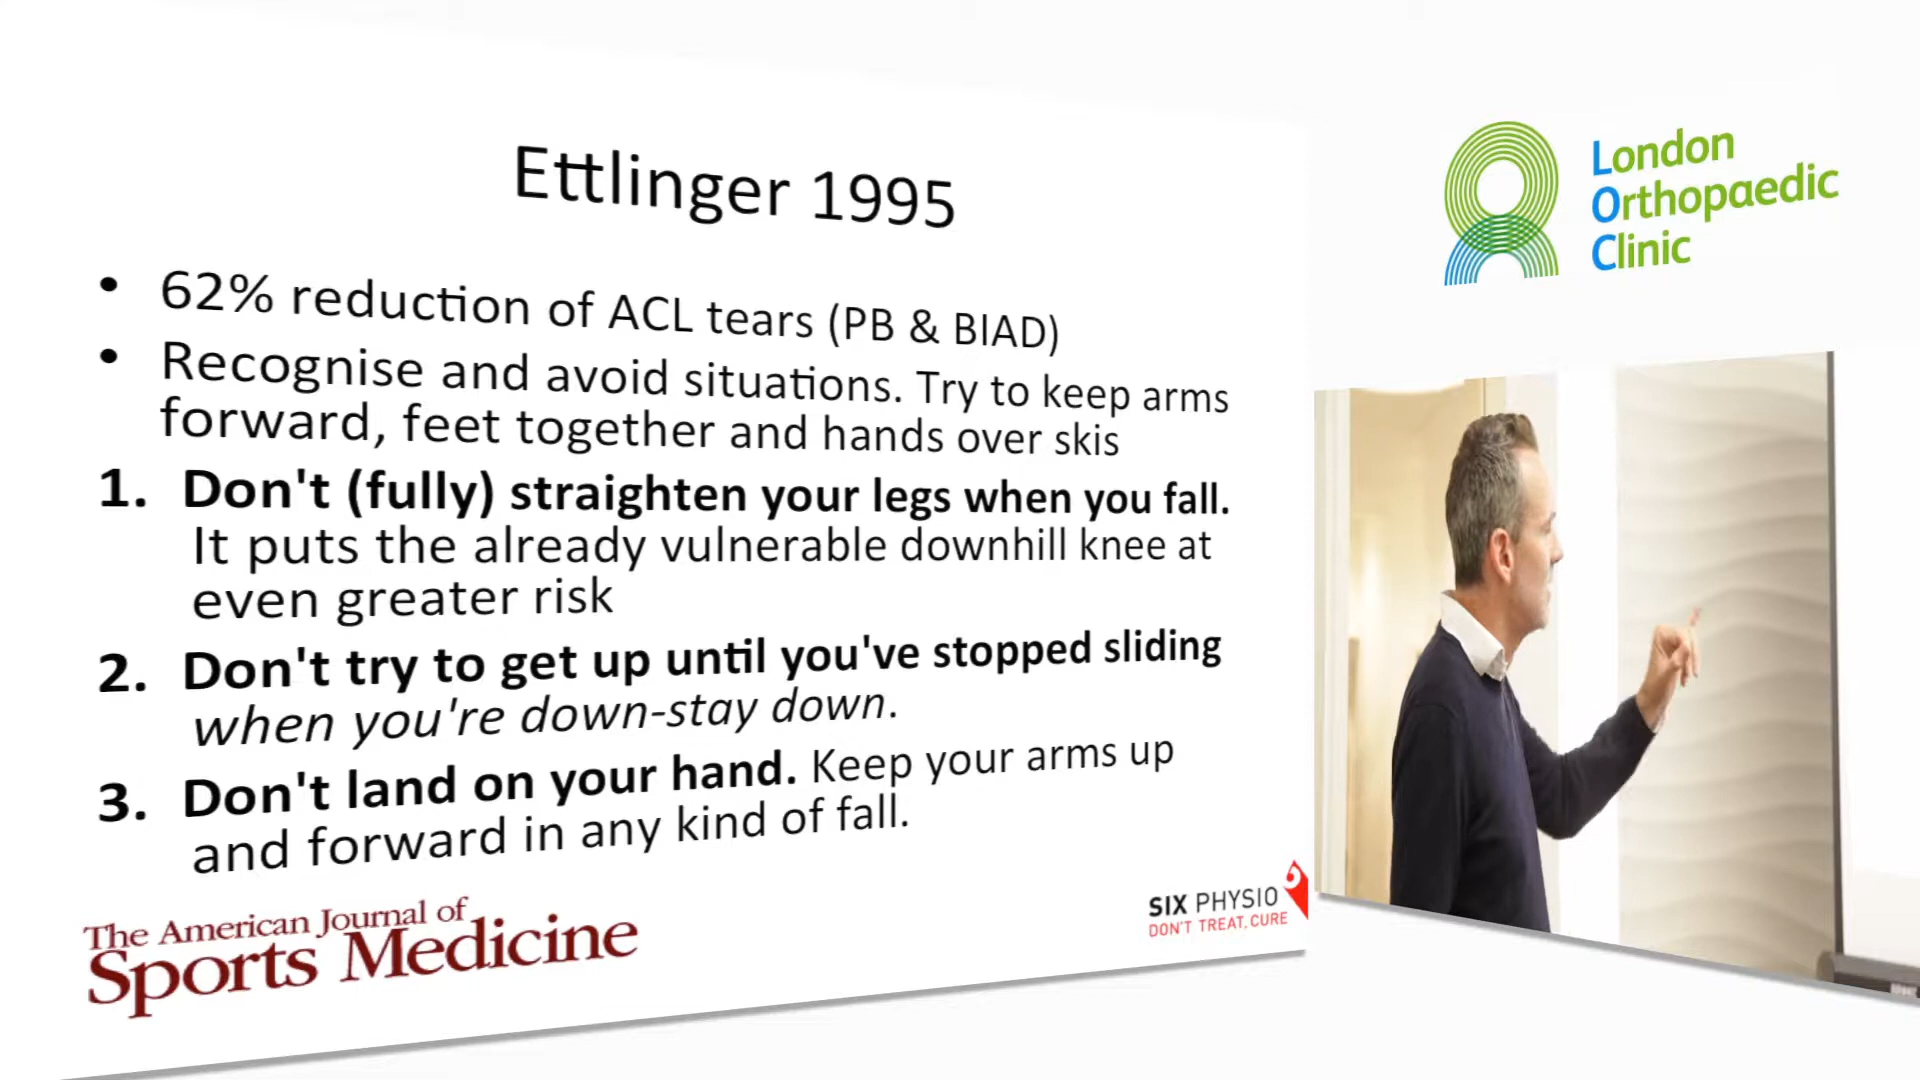 Ettlinger 1995
• 62% reduction of ACL tears (PB & BIAD)
• Recognise and avoid situations. Try to keep arms
forward, feet together and hands over skis
1. Don't (fully) straighten your legs when you fall.
It puts the already vulnerable downhill knee at
even greater risk
2. Don't try to get up until you've stopped sliding
when you're down-stay down.
3. Don't land on your hand. Keep your arms up
and forward in any kind of fall.
The American Journal of
Sports Medicine
SIX PHYSIO
DON'T TREAT, CURE
London
Orthopaedic
Clinic